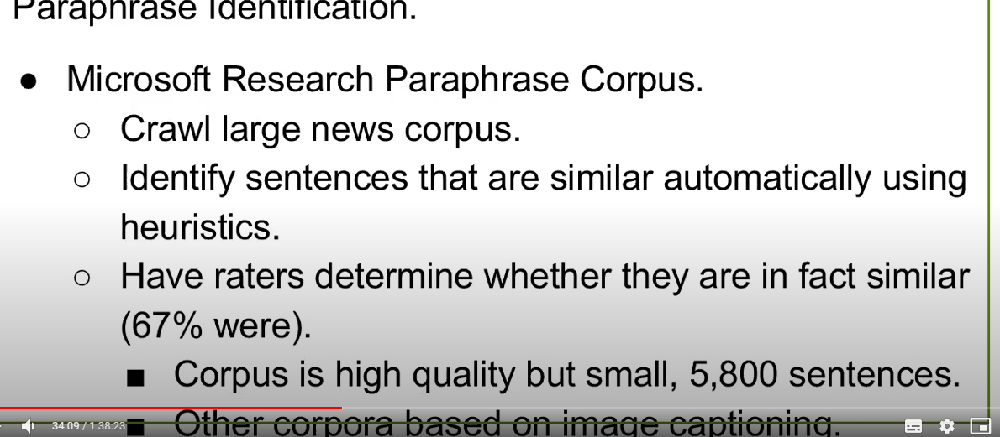 Paraphrase Identification.
● Microsoft Research Paraphrase Corpus.
○ Crawl large news corpus.
○ Identify sentences that are similar automatically using
heuristics.
○ Have raters determine whether they are in fact similar
(67% were).
■ Corpus is high quality but small, 5,800 sentences.
■ Other corpora based on image captioning.
34:09 / 1:38:23